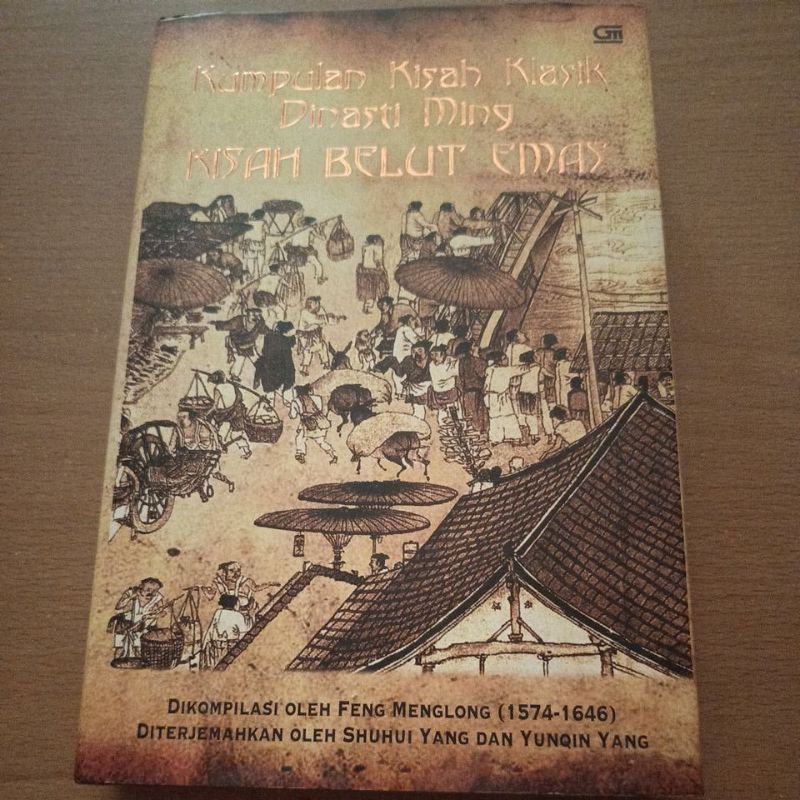 GM
Kumpulan Kisah Klasik
Dinasti Ming
KISAH BELUT EMAS
DIKOMPILASI OLEH FENG MENGLONG (1574-1646)
DITERJEMAHKAN OLEH SHUHUI YANG DAN YUNQIN YANG